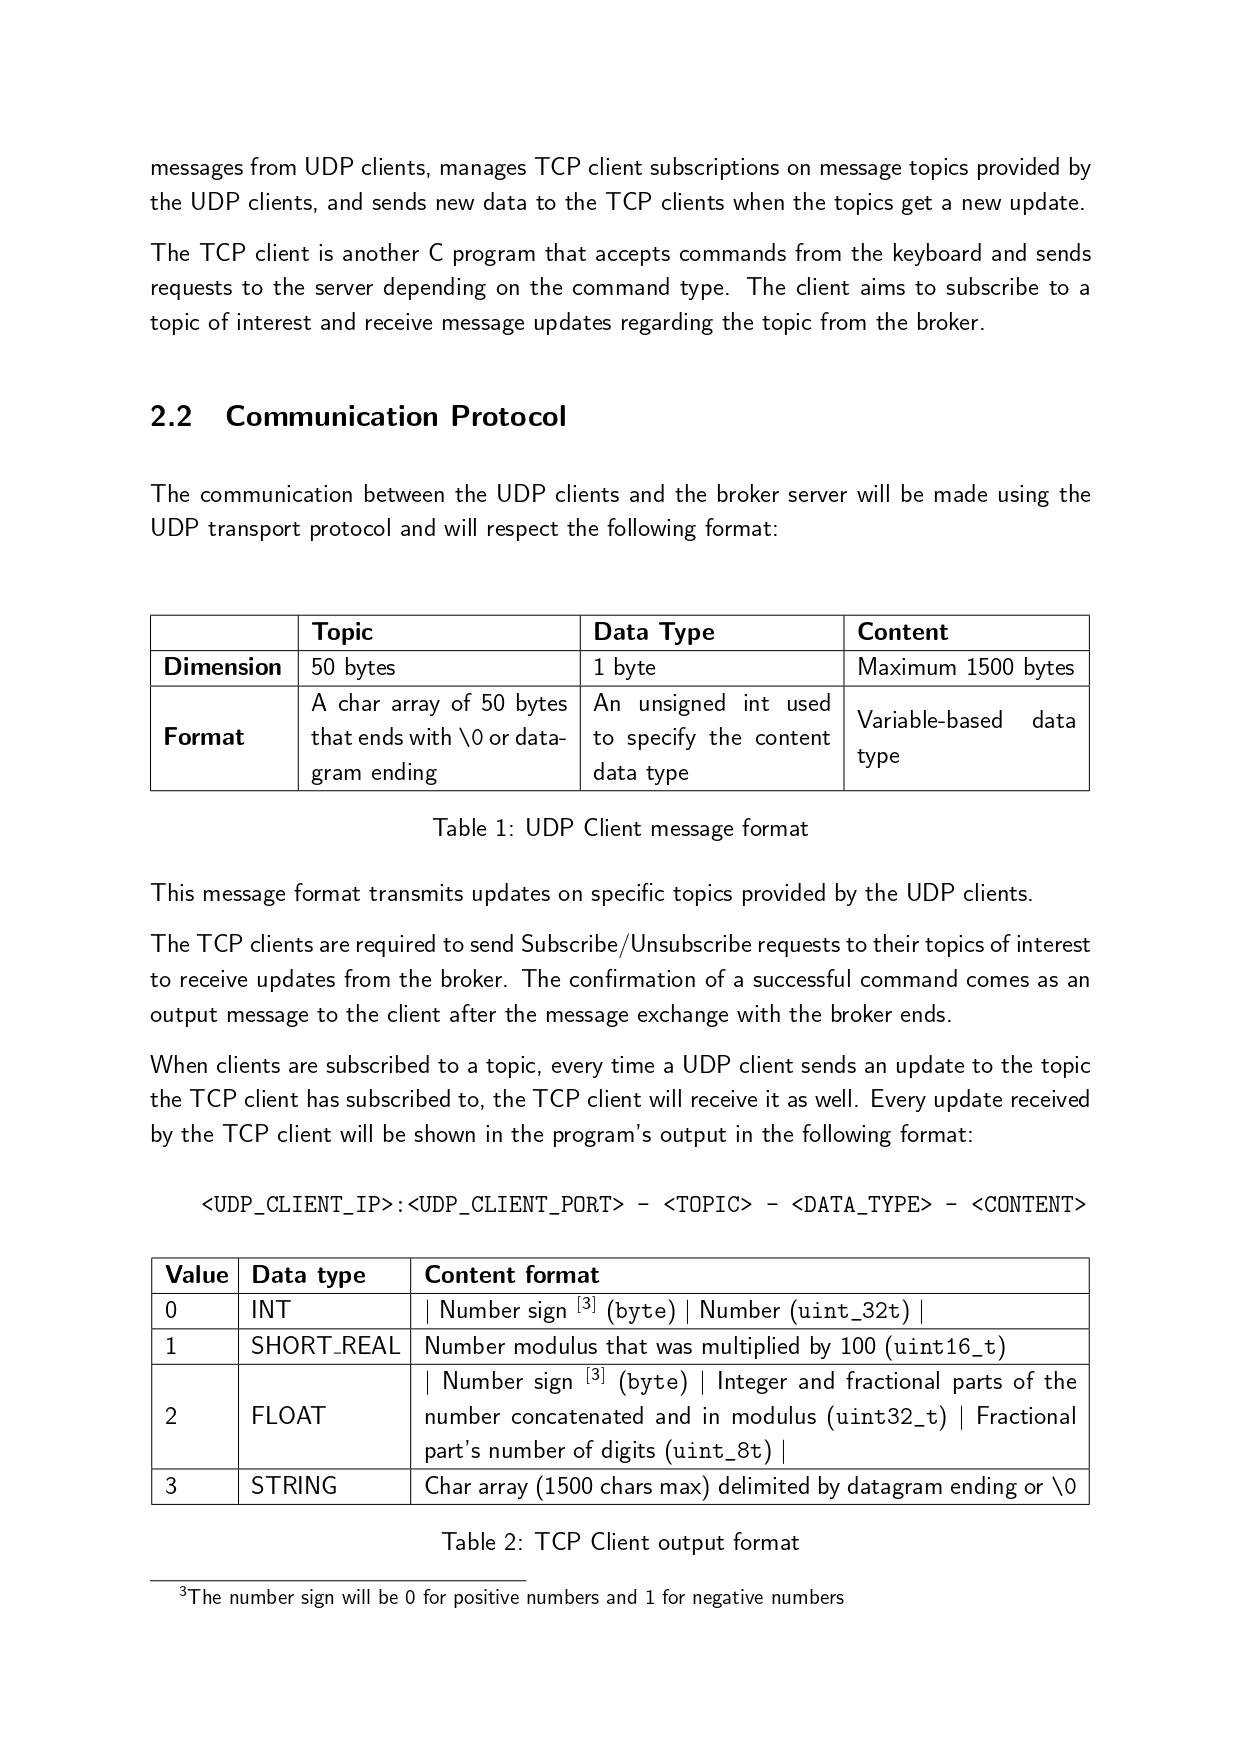 messages from UDP clients, manages TCP client subscriptions on message topics provided by
the UDP clients, and sends new data to the TCP clients when the topics get a new update.
The TCP client is another C program that accepts commands from the keyboard and sends
requests to the server depending on the command type. The client aims to subscribe to a
topic of interest and receive message updates regarding the topic from the broker.
2.2 Communication Protocol
The communication between the UDP clients and the broker server will be made using the
UDP transport protocol and will respect the following format:
Topic Data Type Content
Dimension 50 bytes 1 byte Maximum 1500 bytes
Format
A char array of 50 bytes
that ends with \0 or data-
gram ending
An unsigned int used
to specify the content
data type
Variable-based data
type
Table 1: UDP Client message format
This message format transmits updates on specific topics provided by the UDP clients.
The TCP clients are required to send Subscribe/Unsubscribe requests to their topics of interest
to receive updates from the broker. The confirmation of a successful command comes as an
output message to the client after the message exchange with the broker ends.
When clients are subscribed to a topic, every time a UDP client sends an update to the topic
the TCP client has subscribed to, the TCP client will receive it as well. Every update received
by the TCP client will be shown in the program's output in the following format:
<UDP_CLIENT_IP>:<UDP_CLIENT_PORT> - <TOPIC> - <DATA_TYPE> - <CONTENT>
Value Data type Content format
0 INT | Number sign [3] (byte) | Number (uint_32t) |
1 SHORT_REAL Number modulus that was multiplied by 100 (uint16_t)
2 FLOAT
| Number sign [3] (byte) | Integer and fractional parts of the
number concatenated and in modulus (uint32_t) | Fractional
part's number of digits (uint_8t) |
3 STRING Char array (1500 chars max) delimited by datagram ending or \0
Table 2: TCP Client output format
3The number sign will be 0 for positive numbers and 1 for negative numbers